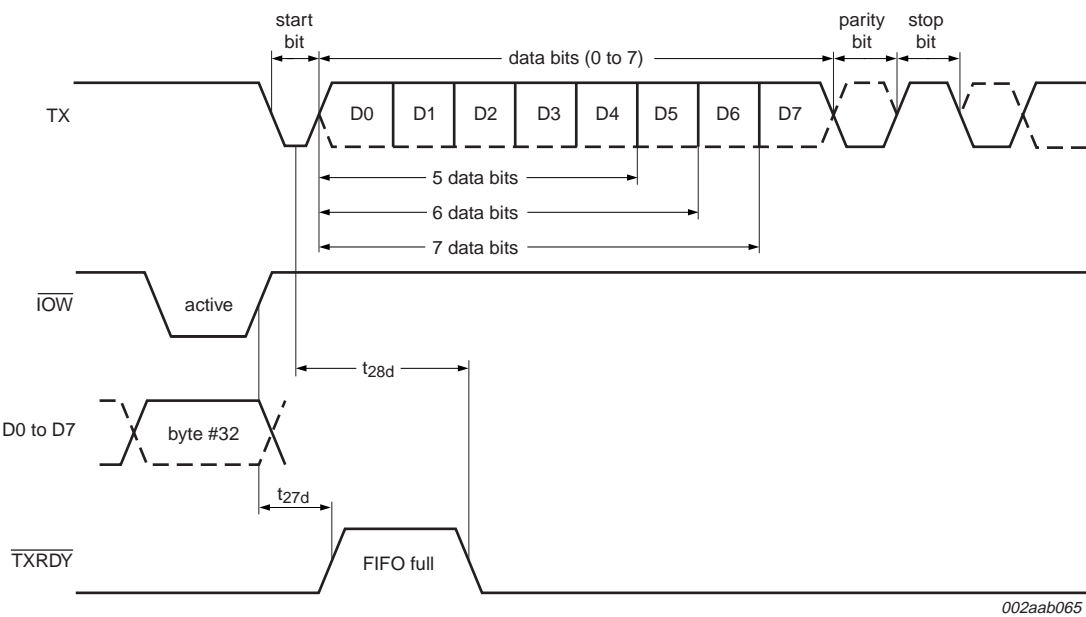 start bit
data bits (0 to 7)
parity bit
stop bit
TX
D0 D1 D2 D3 D4 D5 D6 D7
5 data bits
6 data bits
7 data bits
IOW
active
t28d
D0 to D7
byte #32
t27d
TXRDY
FIFO full
002aab065